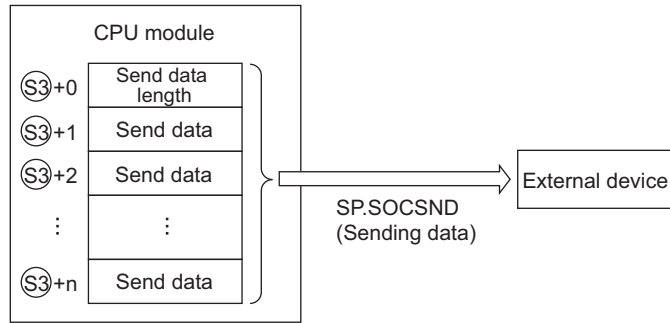 CPU module
S3+0 Send data
length
S3+1 Send data
S3+2 Send data
⋮ ⋮
S3+n Send data
SP.SOCSND
(Sending data)
External device